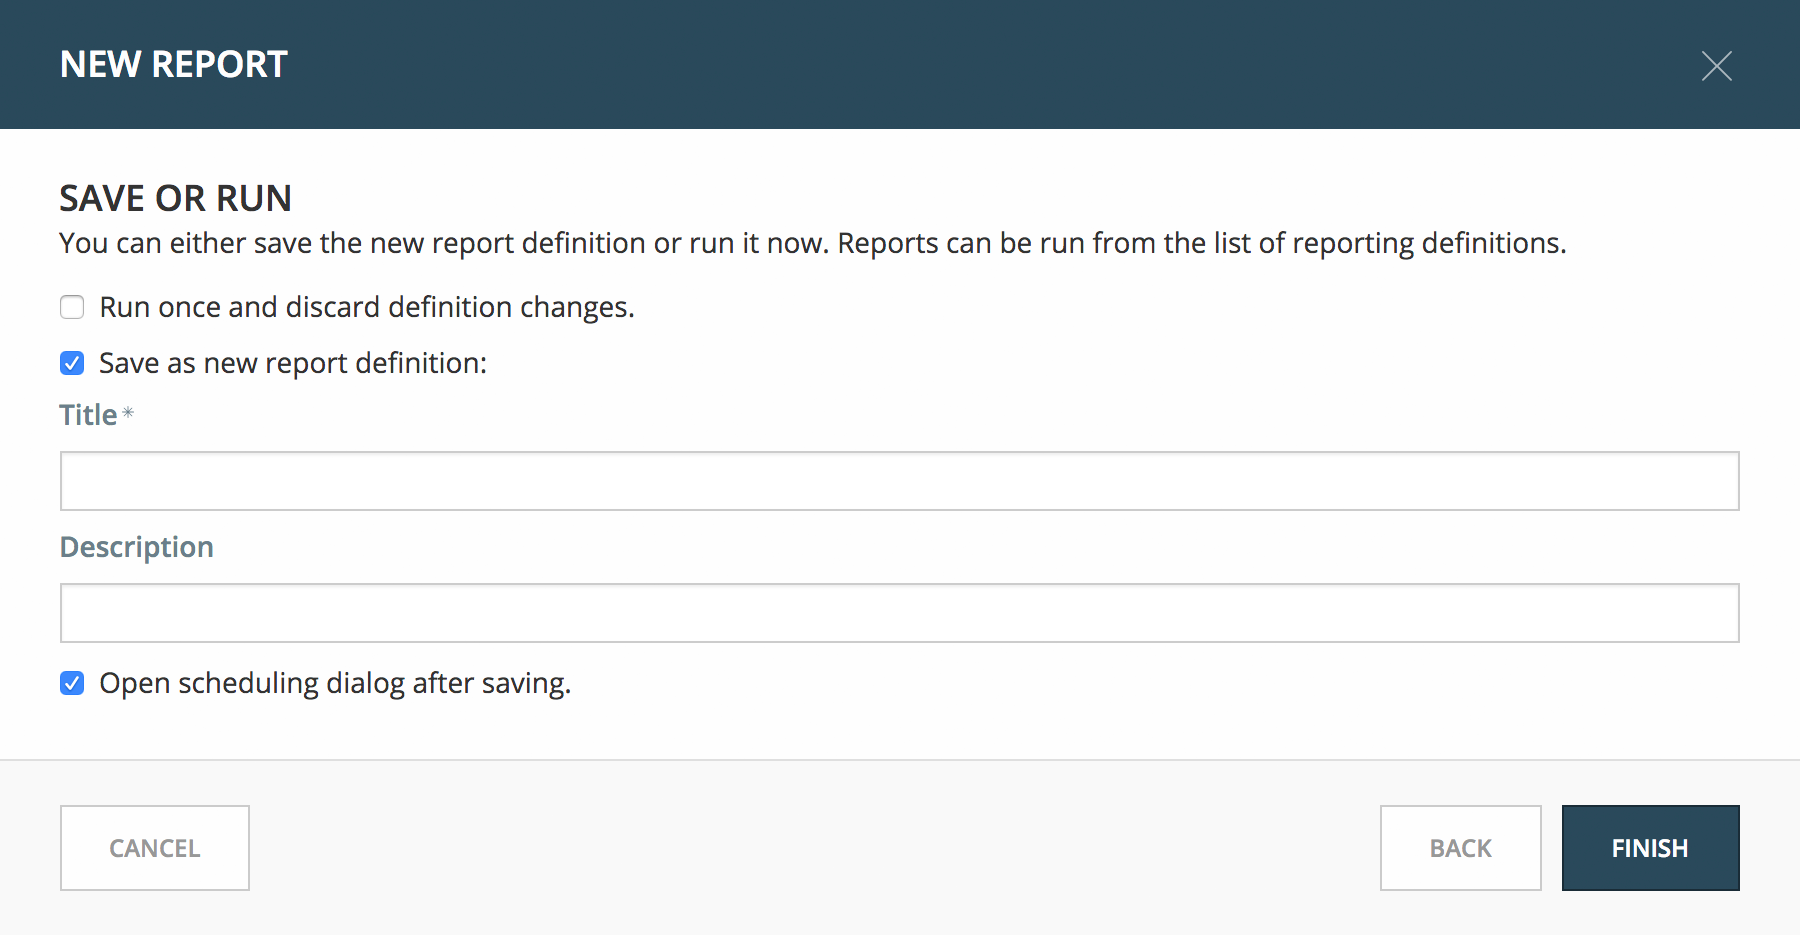 NEW REPORT
SAVE OR RUN
You can either save the new report definition or run it now. Reports can be run from the list of reporting definitions.
Run once and discard definition changes.
Save as new report definition:
Title*
Description
Open scheduling dialog after saving.
CANCEL
BACK
FINISH